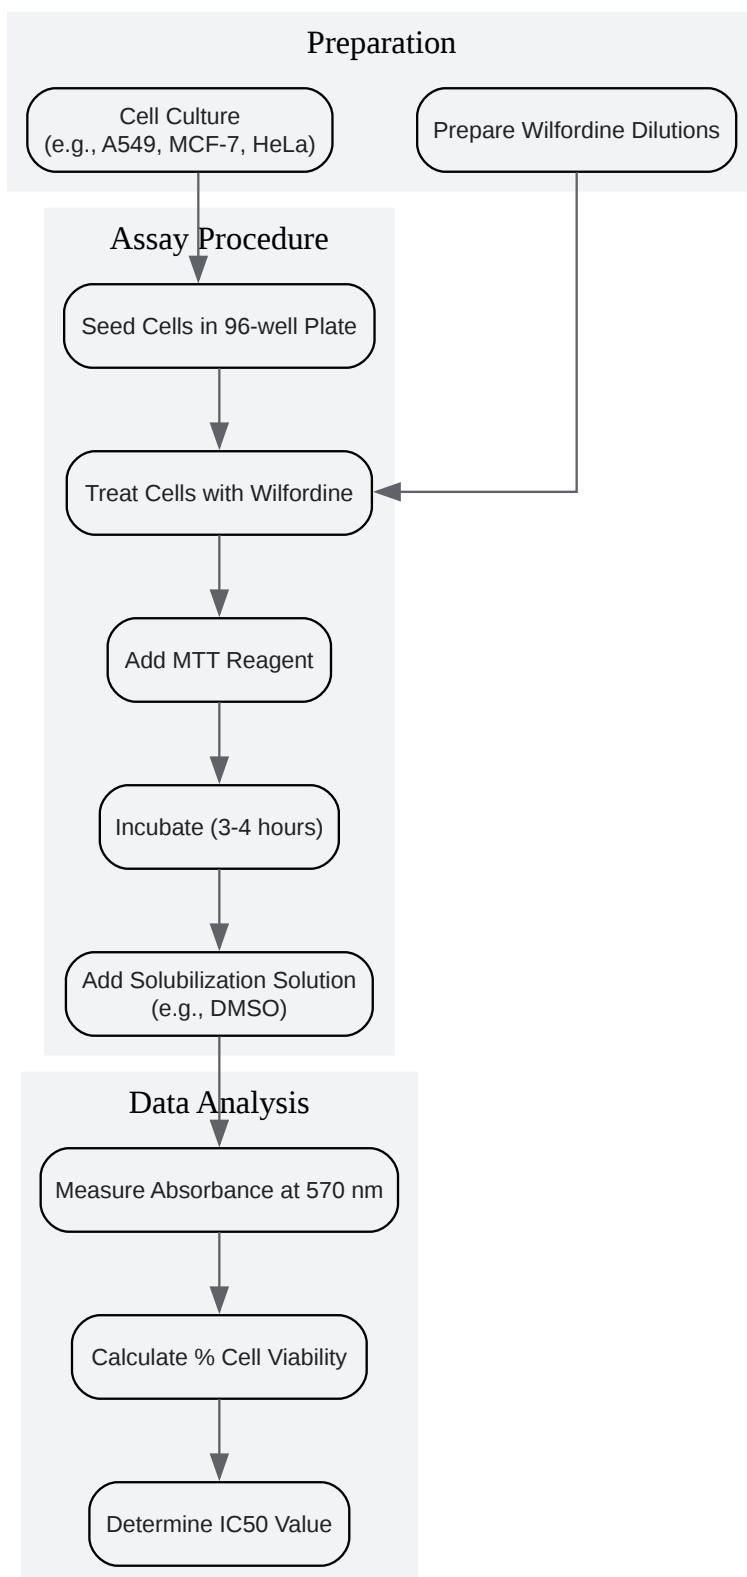 Preparation
Cell Culture
(e.g., A549, MCF-7, HeLa)
Prepare Wilfordine Dilutions
Assay Procedure
Seed Cells in 96-well Plate
Treat Cells with Wilfordine
Add MTT Reagent
Incubate (3-4 hours)
Add Solubilization Solution
(e.g., DMSO)
Data Analysis
Measure Absorbance at 570 nm
Calculate % Cell Viability
Determine IC50 Value